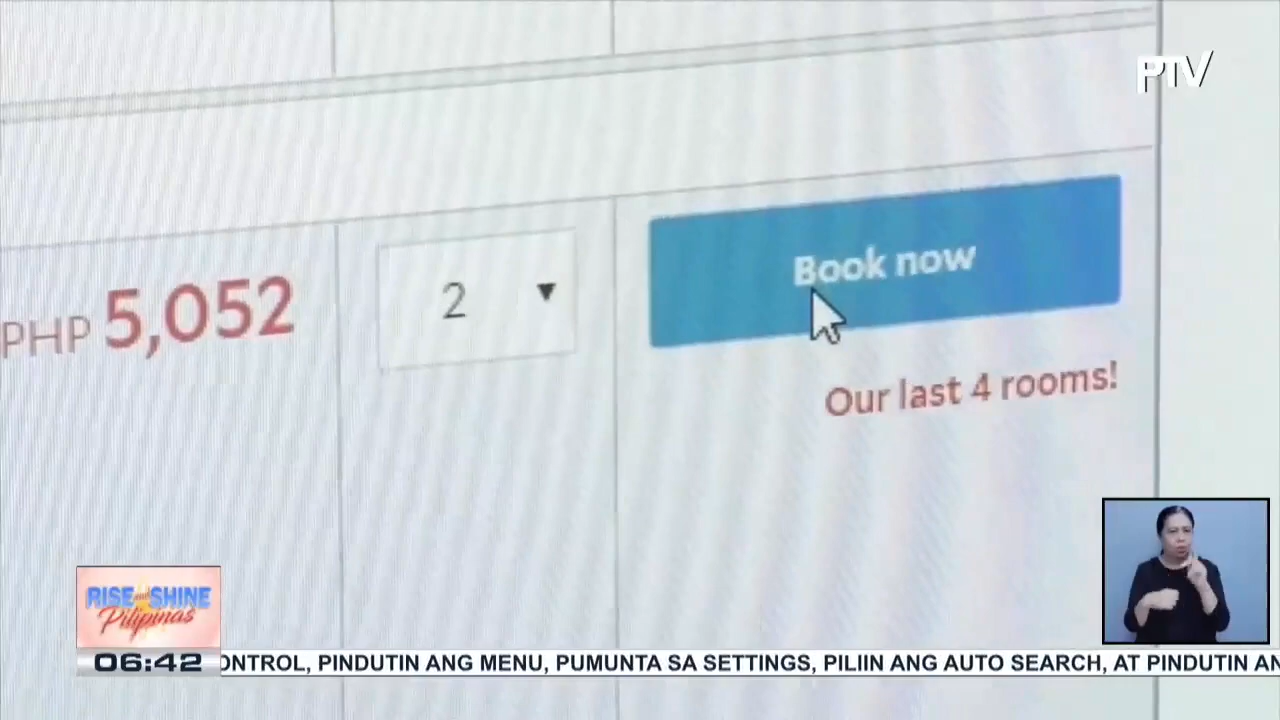 PTV
PHP 5,052
2
Book now
Our last 4 rooms!
RISE and SHINE
Pilipinas
06:42
ONTROL, PINDUTIN ANG MENU, PUMUNTA SA SETTINGS, PILIIN ANG AUTO SEARCH, AT PINDUTIN AN